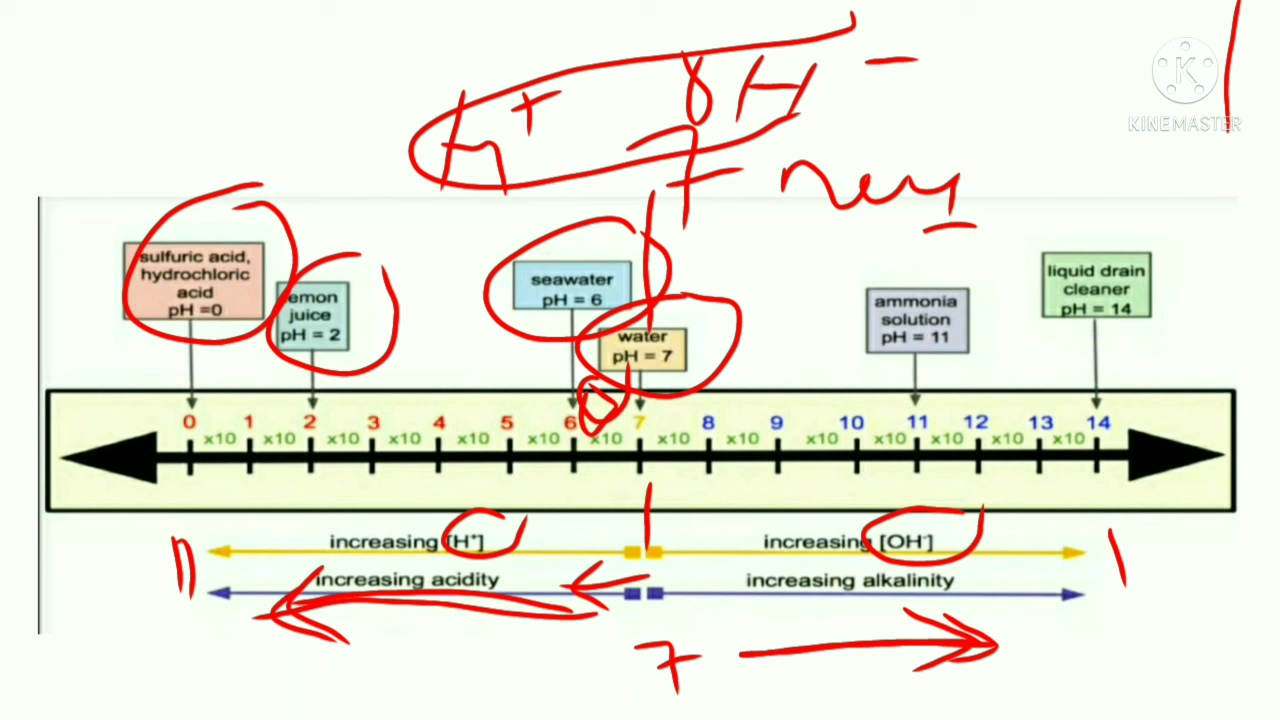 H+ OH −
KINEMASTER
7 neu
sulfuric acid,
hydrochloric
acid
pH =0
lemon
juice
pH = 2
seawater
pH = 6
water
pH = 7
ammonia
solution
pH = 11
liquid drain
cleaner
pH = 14
0 1 2 3 4 5 6 7 8 9 10 11 12 13 14
x10 x10 x10 x10 x10 x10 x10 x10 x10 x10 x10 x10 x10
increasing [H⁺] increasing [OH⁻]
increasing acidity increasing alkalinity
7